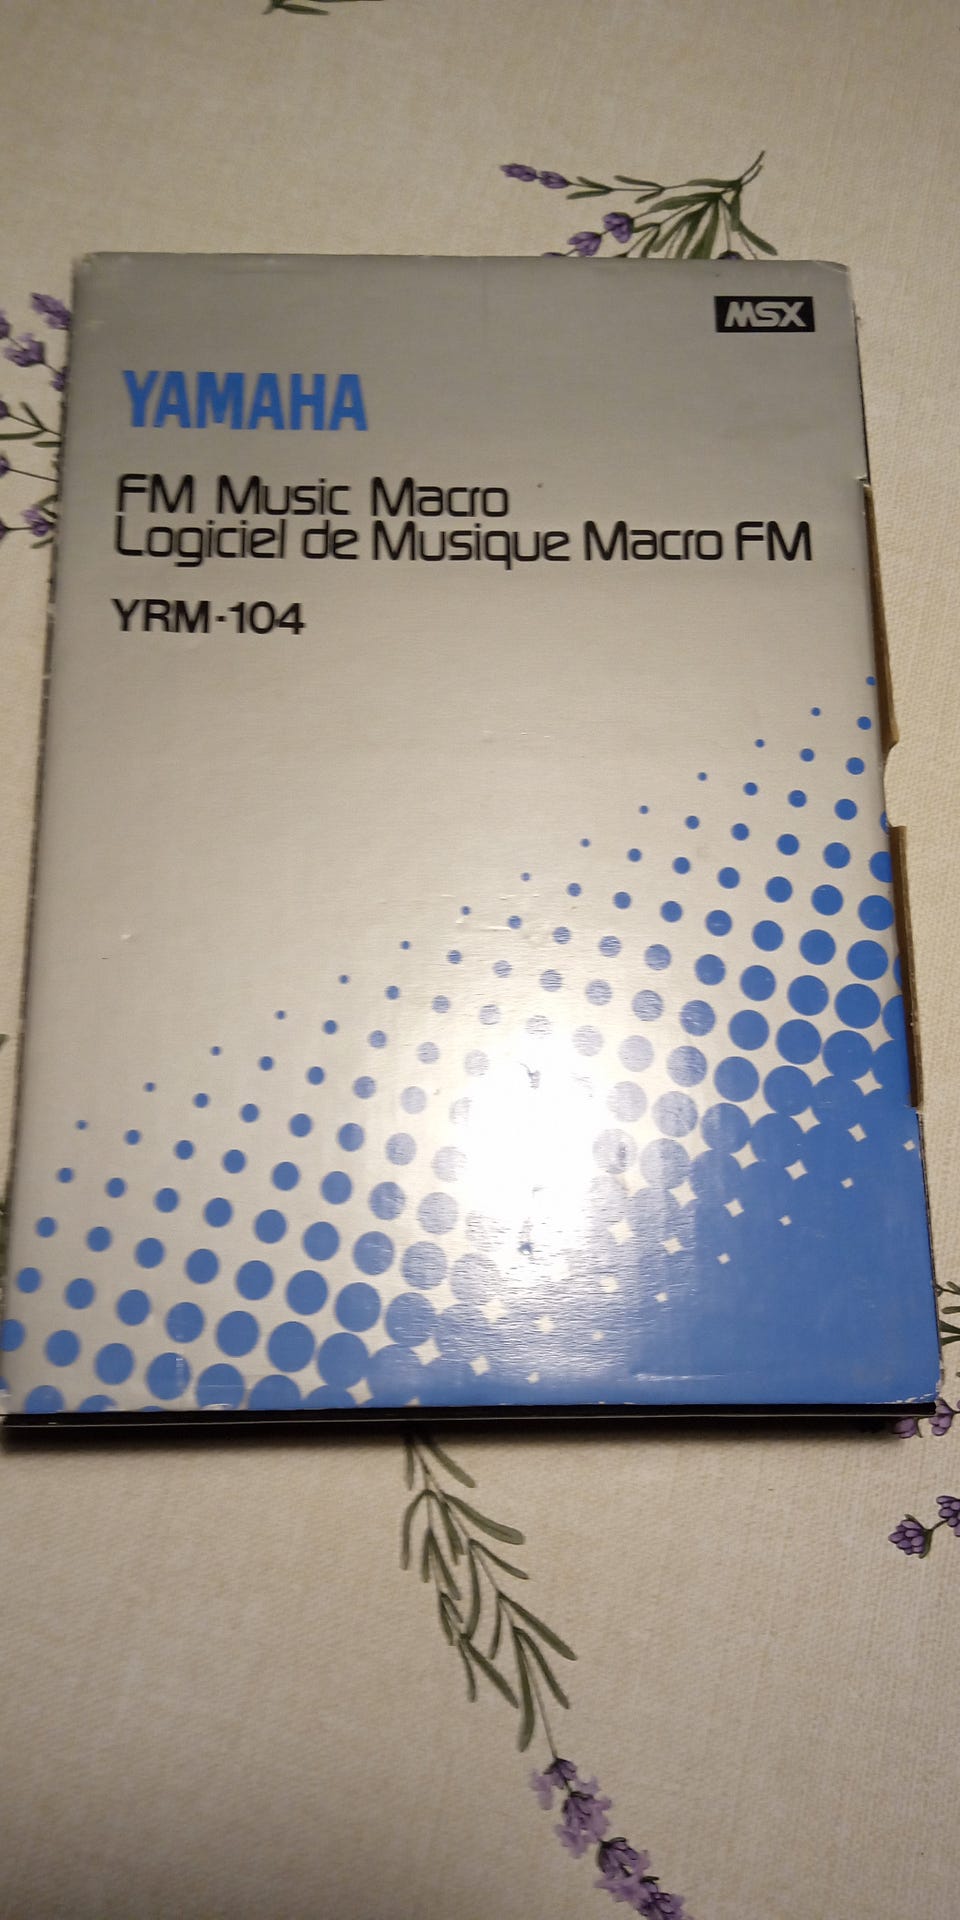 MSX
YAMAHA
FM Music Macro
Logiciel de Musique Macro FM
YRM-104